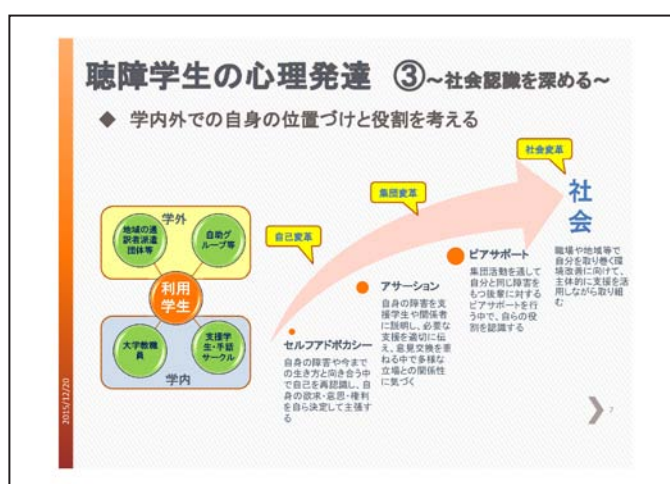 聴障学生の心理発達 ③~社会認識を深める~
◆ 学内外での自身の位置づけと役割を考える
学外
地域の通
訳者派遣
団体等
自助グ
ループ等
利用
学生
大学教職
員
支援学
生・手話
サークル
学内
自己変革
集団変革
社会変革
セルフアドボカシー
自身の障害や今まで
の生き方と向き合う中
で自己を再認識し、自
身の欲求・意思・権利
を自ら決定して主張す
る
アサーション
自身の障害を支
援学生や関係者
に説明し、必要な
支援を適切に伝
え、意見交換を重
ねる中で多様な
立場との関係性
に気づく
ピアサポート
集団活動を通して
自分と同じ障害を
もつ後輩に対する
ピアサポートを行
う中で、自らの役
割を認識する
社
会
職場や地域等で
自分を取り巻く環
境改善に向けて、
主体的に支援を活
用しながら取り組
む
2015/12/20
7